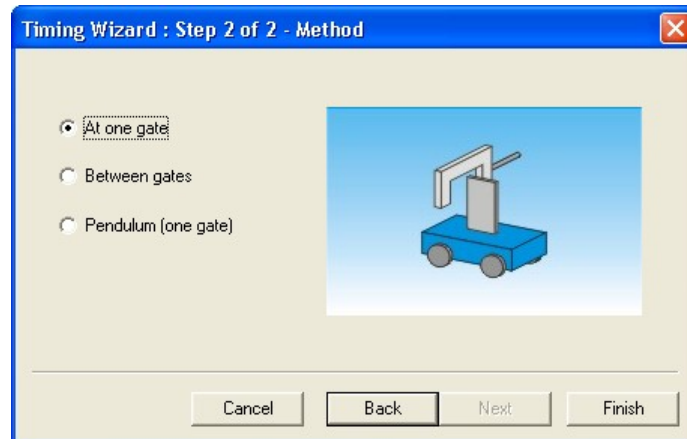 Timing Wizard : Step 2 of 2 - Method
At one gate
Between gates
Pendulum (one gate)
Cancel Back Next Finish